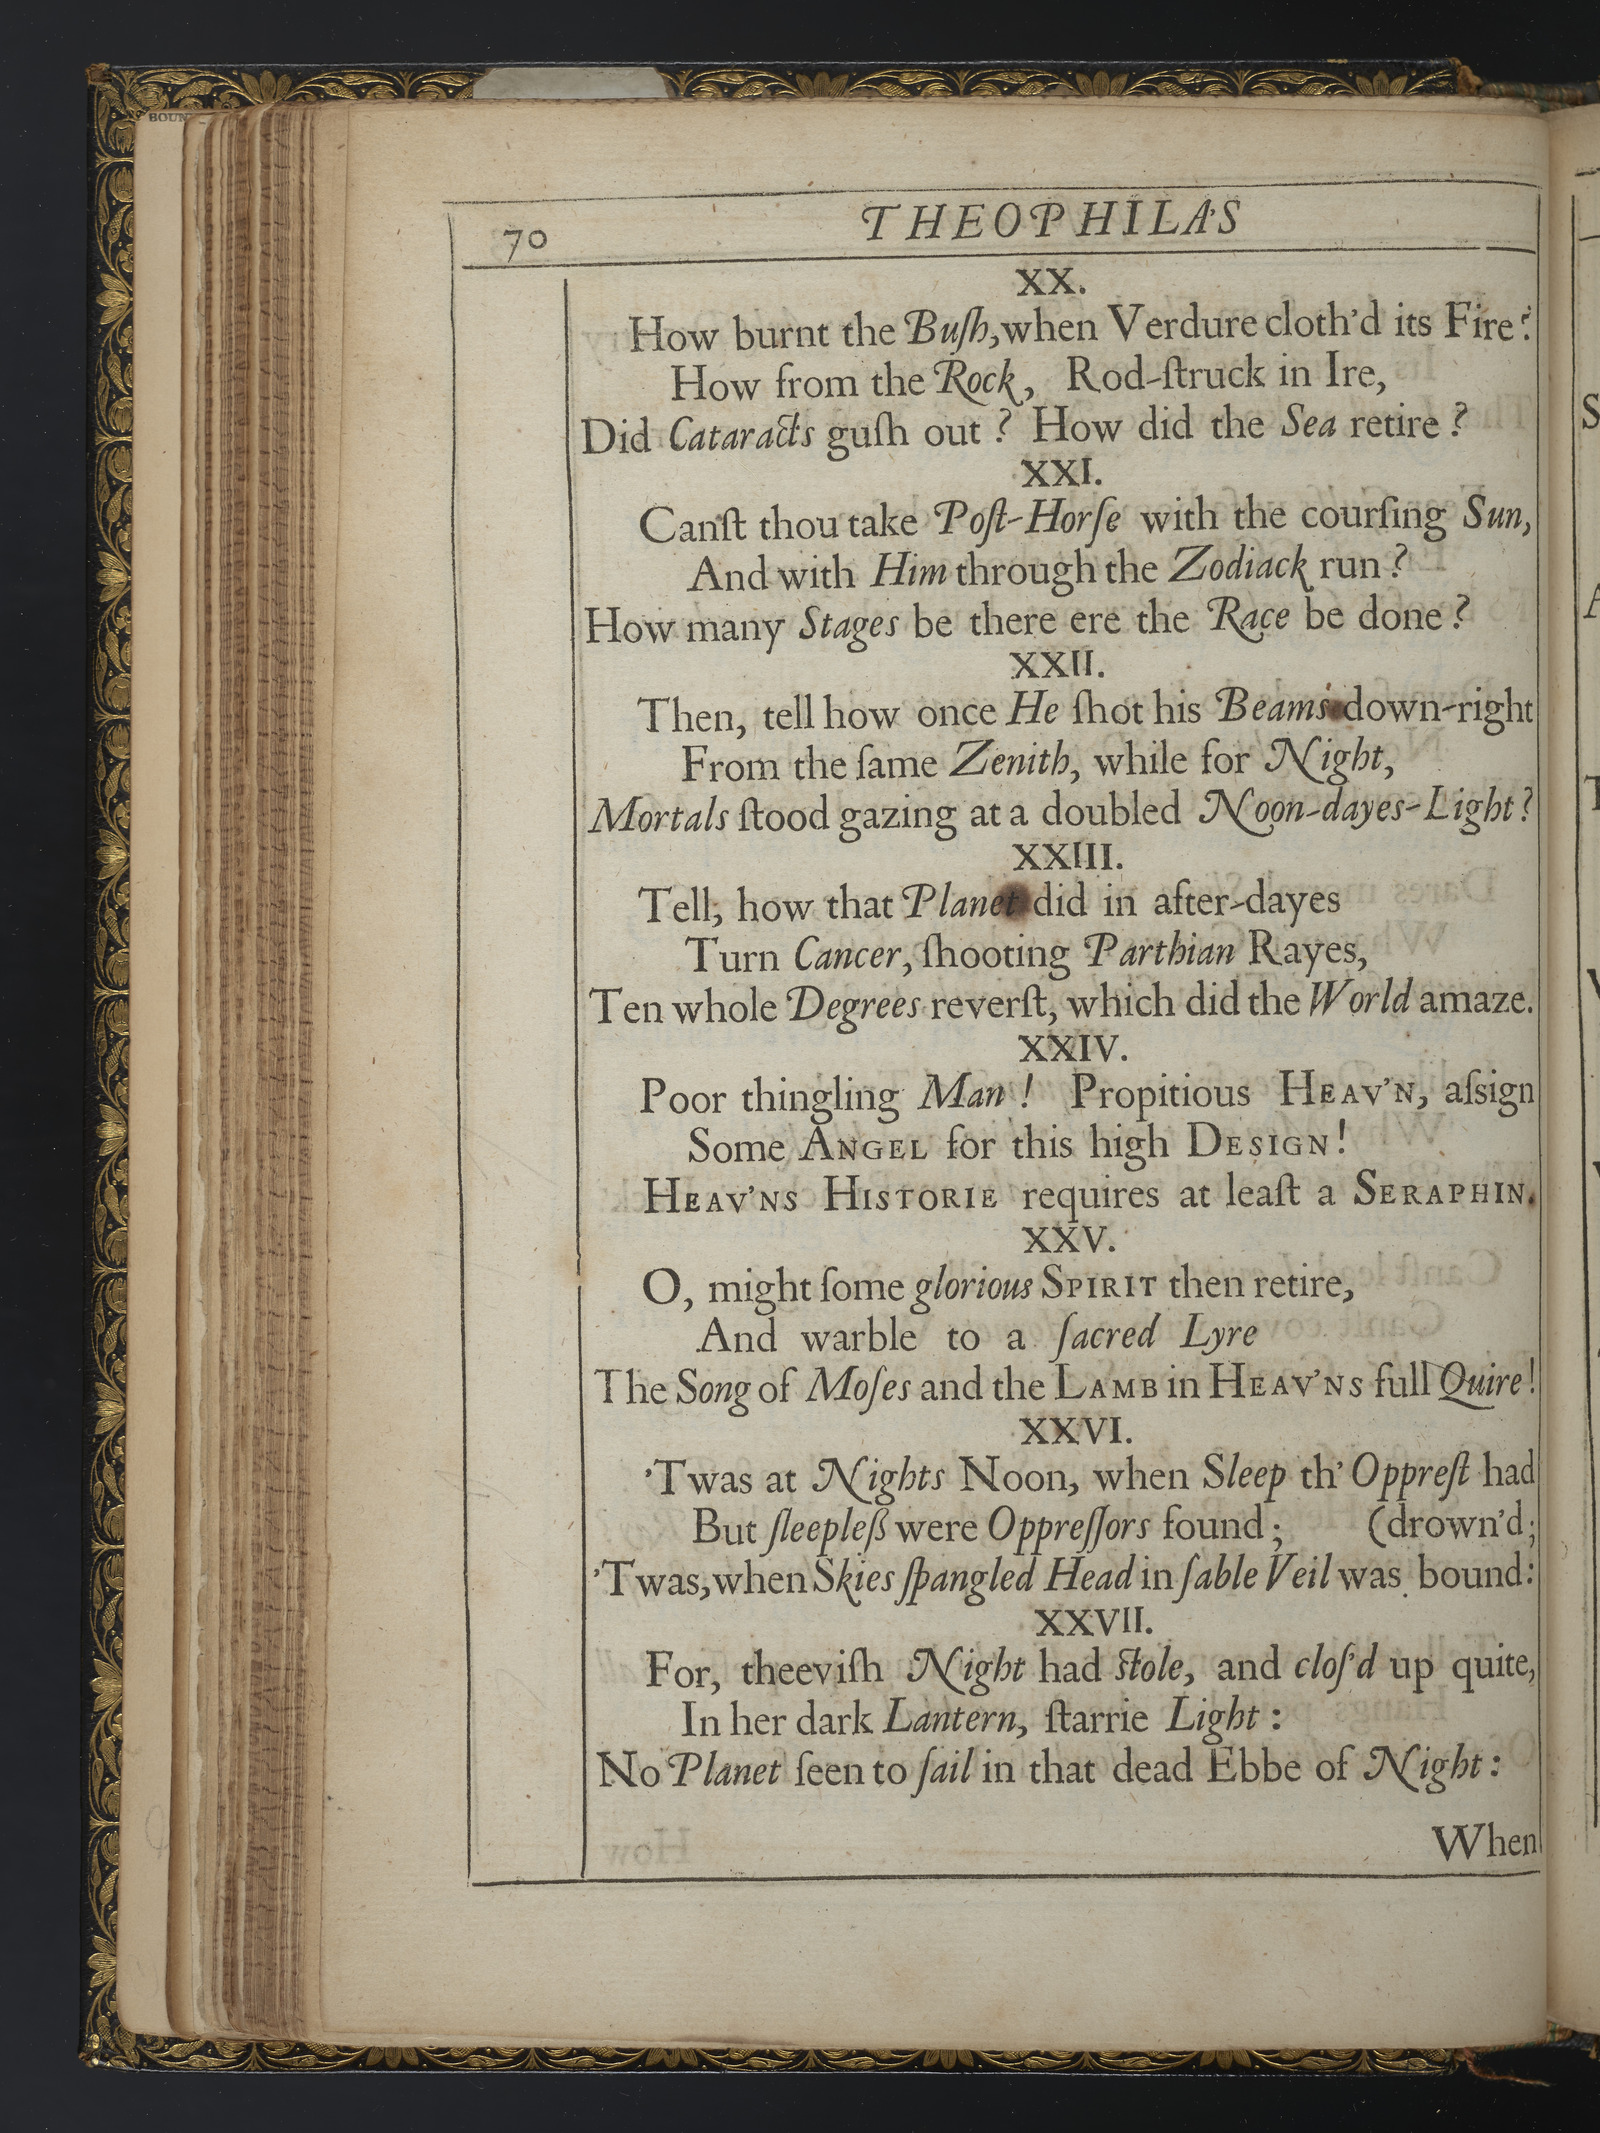 70
THEOPHILA'S
XX.
How burnt the Buſh, when Verdure cloth'd its Fire?
How from the Rock, Rod-ſtruck in Ire,
Did Cataracts guſh out? How did the Sea retire?
XXI.
Canſt thou take Poſt-Horſe with the courſing Sun,
And with Him through the Zodiack run?
How many Stages be there ere the Race be done?
XXII.
Then, tell how once He ſhot his Beams down-right
From the ſame Zenith, while for Night,
Mortals ſtood gazing at a doubled Noon-dayes-Light?
XXIII.
Tell; how that Planet did in after-dayes
Turn Cancer, ſhooting Parthian Rayes,
Ten whole Degrees reverſt, which did the World amaze.
XXIV.
Poor thingling Man! Propitious HEAV'N, aſsign
Some ANGEL for this high DESIGN!
HEAV'NS HISTORIE requires at leaſt a SERAPHIN.
XXV.
O, might ſome glorious SPIRIT then retire,
And warble to a ſacred Lyre
The Song of Moſes and the LAMB in HEAV'NS full Quire!
XXVI.
'Twas at Nights Noon, when Sleep th' Oppreſt had
But ſleepleß were Oppreſſors found; (drown'd;
'Twas, when Skies ſpangled Head in ſable Veil was bound:
XXVII.
For, theeviſh Night had ſtole, and cloſ'd up quite,
In her dark Lantern, ſtarrie Light:
No Planet ſeen to ſail in that dead Ebbe of Night:
When